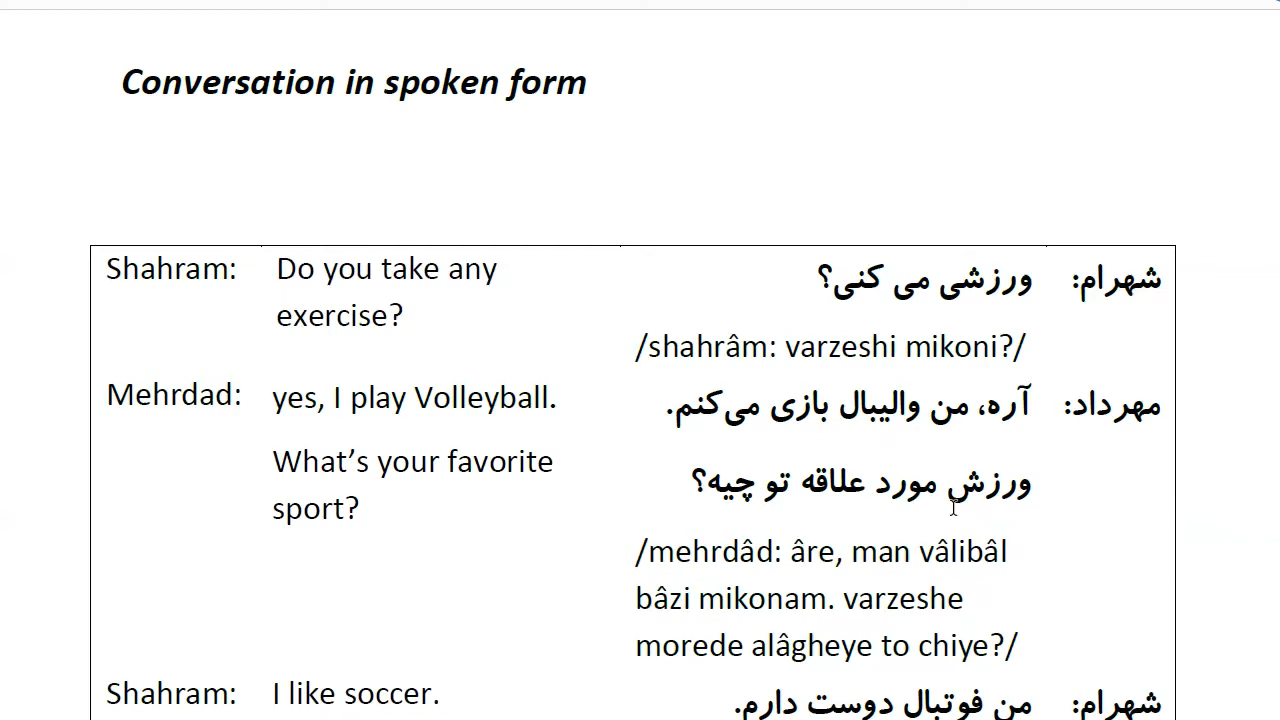 Conversation in spoken form
Shahram:
Do you take any
exercise?
شهرام:
ورزشی می کنی؟
/shahrâm: varzeshi mikoni?/
Mehrdad:
yes, I play Volleyball.
What’s your favorite
sport?
مهرداد:
آره، من والیبال بازی می‌کنم.
ورزش مورد علاقه تو چیه؟
/mehrdâd: âre, man vâlibâl
bâzi mikonam. varzeshe
morede alâgheye to chiye?/
Shahram:
I like soccer.
شهرام:
من فوتبال دوست دارم.